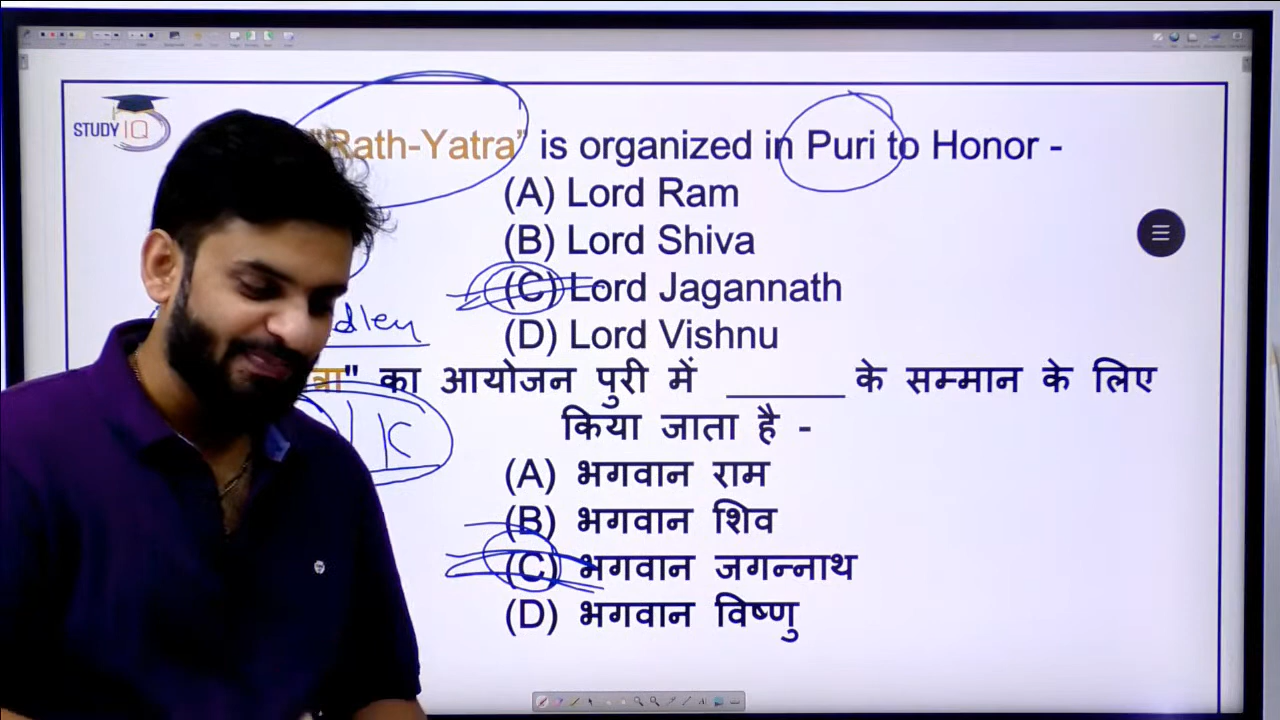 STUDY IQ
"Rath-Yatra" is organized in Puri to Honor -
(A) Lord Ram
(B) Lord Shiva
(C) Lord Jagannath
(D) Lord Vishnu
का आयोजन पुरी में ______ के सम्मान के लिए
किया जाता है -
(A) भगवान राम
(B) भगवान शिव
(C) भगवान जगन्नाथ
(D) भगवान विष्णु